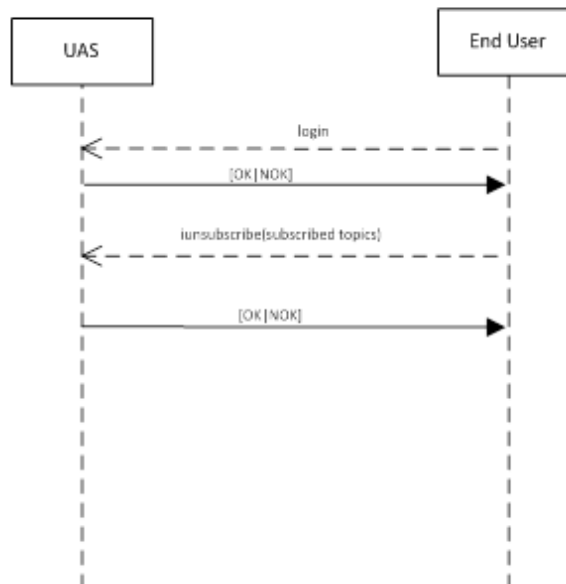 UAS
End User
login
[OK|NOK]
iunsubscribe(subscribed topics)
[OK|NOK]